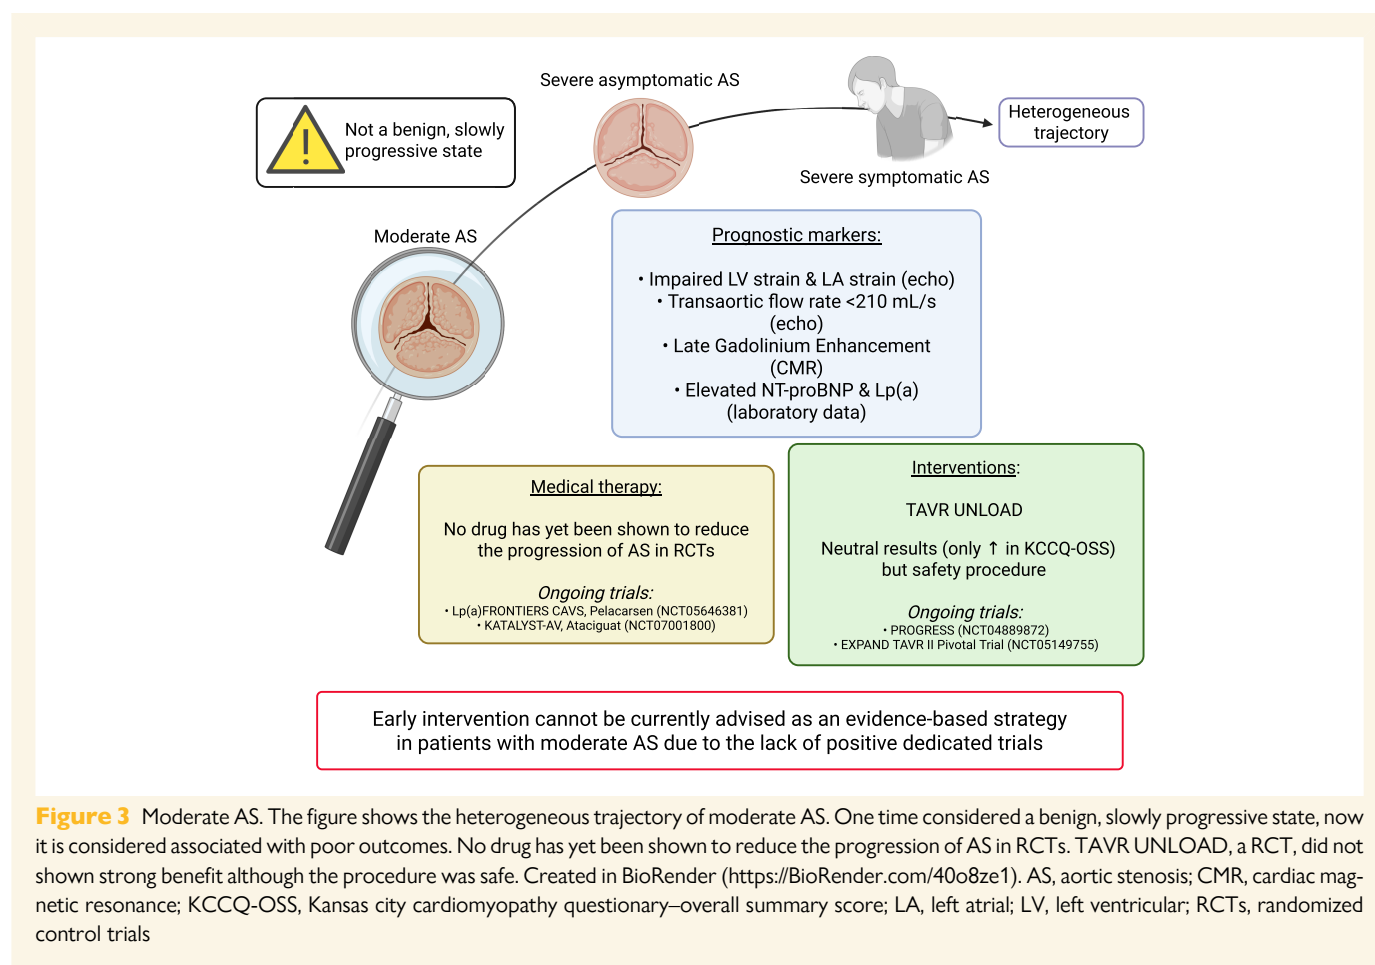 Severe asymptomatic AS
Not a benign, slowly
progressive state
Heterogeneous
trajectory
Severe symptomatic AS
Moderate AS
Prognostic markers:
• Impaired LV strain & LA strain (echo)
• Transaortic flow rate <210 mL/s
(echo)
• Late Gadolinium Enhancement
(CMR)
• Elevated NT-proBNP & Lp(a)
(laboratory data)
Medical therapy:
No drug has yet been shown to reduce
the progression of AS in RCTs
Ongoing trials:
• Lp(a)FRONTIERS CAVS, Pelacarsen (NCT05646381)
• KATALYST-AV, Ataciguat (NCT07001800)
Interventions:
TAVR UNLOAD
Neutral results (only ↑ in KCCQ-OSS)
but safety procedure
Ongoing trials:
• PROGRESS (NCT04889872)
• EXPAND TAVR II Pivotal Trial (NCT05149755)
Early intervention cannot be currently advised as an evidence-based strategy
in patients with moderate AS due to the lack of positive dedicated trials
Figure 3 Moderate AS. The figure shows the heterogeneous trajectory of moderate AS. One time considered a benign, slowly progressive state, now
it is considered associated with poor outcomes. No drug has yet been shown to reduce the progression of AS in RCTs. TAVR UNLOAD, a RCT, did not
shown strong benefit although the procedure was safe. Created in BioRender (https://BioRender.com/40o8ze1). AS, aortic stenosis; CMR, cardiac mag-
netic resonance; KCCQ-OSS, Kansas city cardiomyopathy questionary–overall summary score; LA, left atrial; LV, left ventricular; RCTs, randomized
control trials